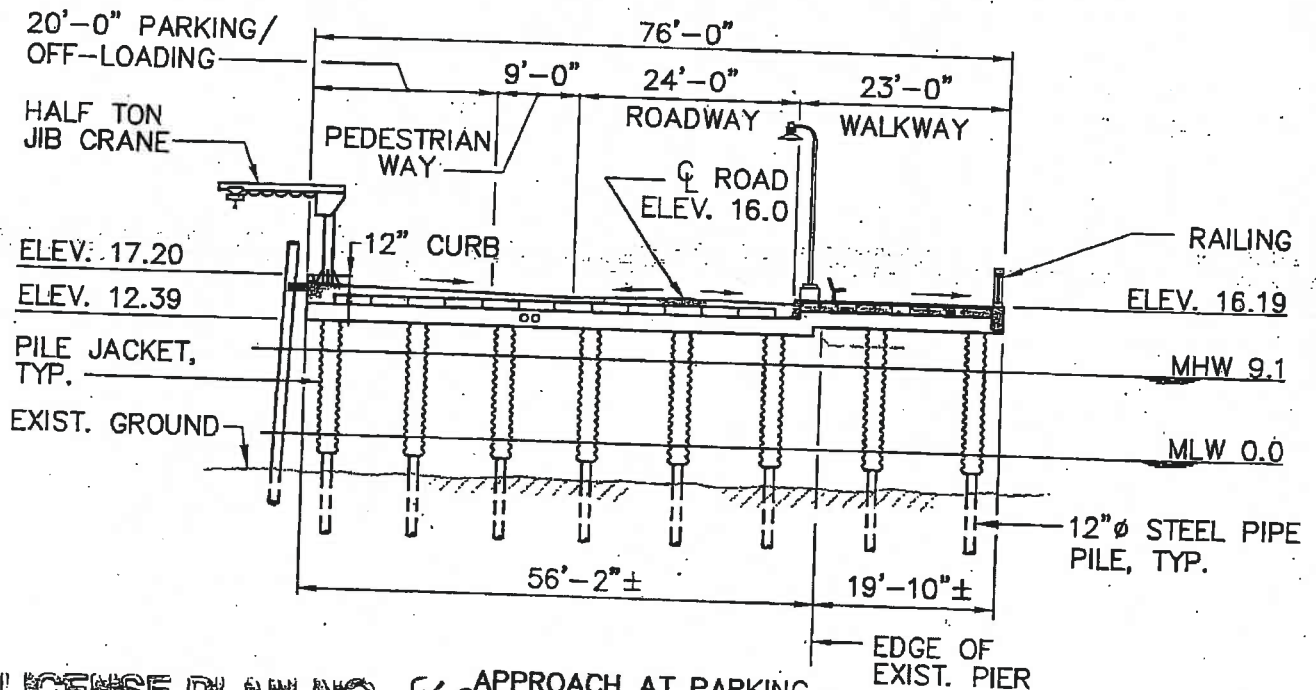 20'-0" PARKING/
OFF-LOADING
76'-0"
9'-0"
24'-0"
23'-0"
ROADWAY
WALKWAY
HALF TON
JIB CRANE
PEDESTRIAN
WAY
℄ ROAD
ELEV. 16.0
12" CURB
RAILING
ELEV. 17.20
ELEV. 12.39
ELEV. 16.19
PILE JACKET,
TYP.
MHW 9.1
EXIST. GROUND
MLW 0.0
12"ø STEEL PIPE
PILE, TYP.
56'-2"±
19'-10"±
EDGE OF
EXIST. PIER
LICENSE PLAN NO.
APPROACH AT PARKING